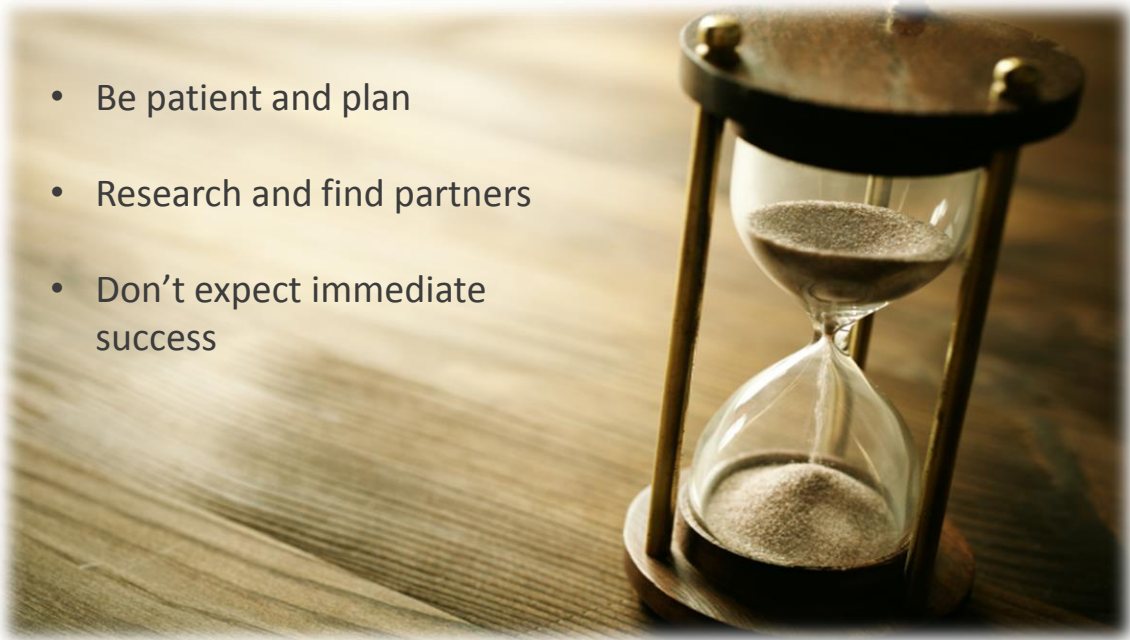 • Be patient and plan
• Research and find partners
• Don’t expect immediate
success